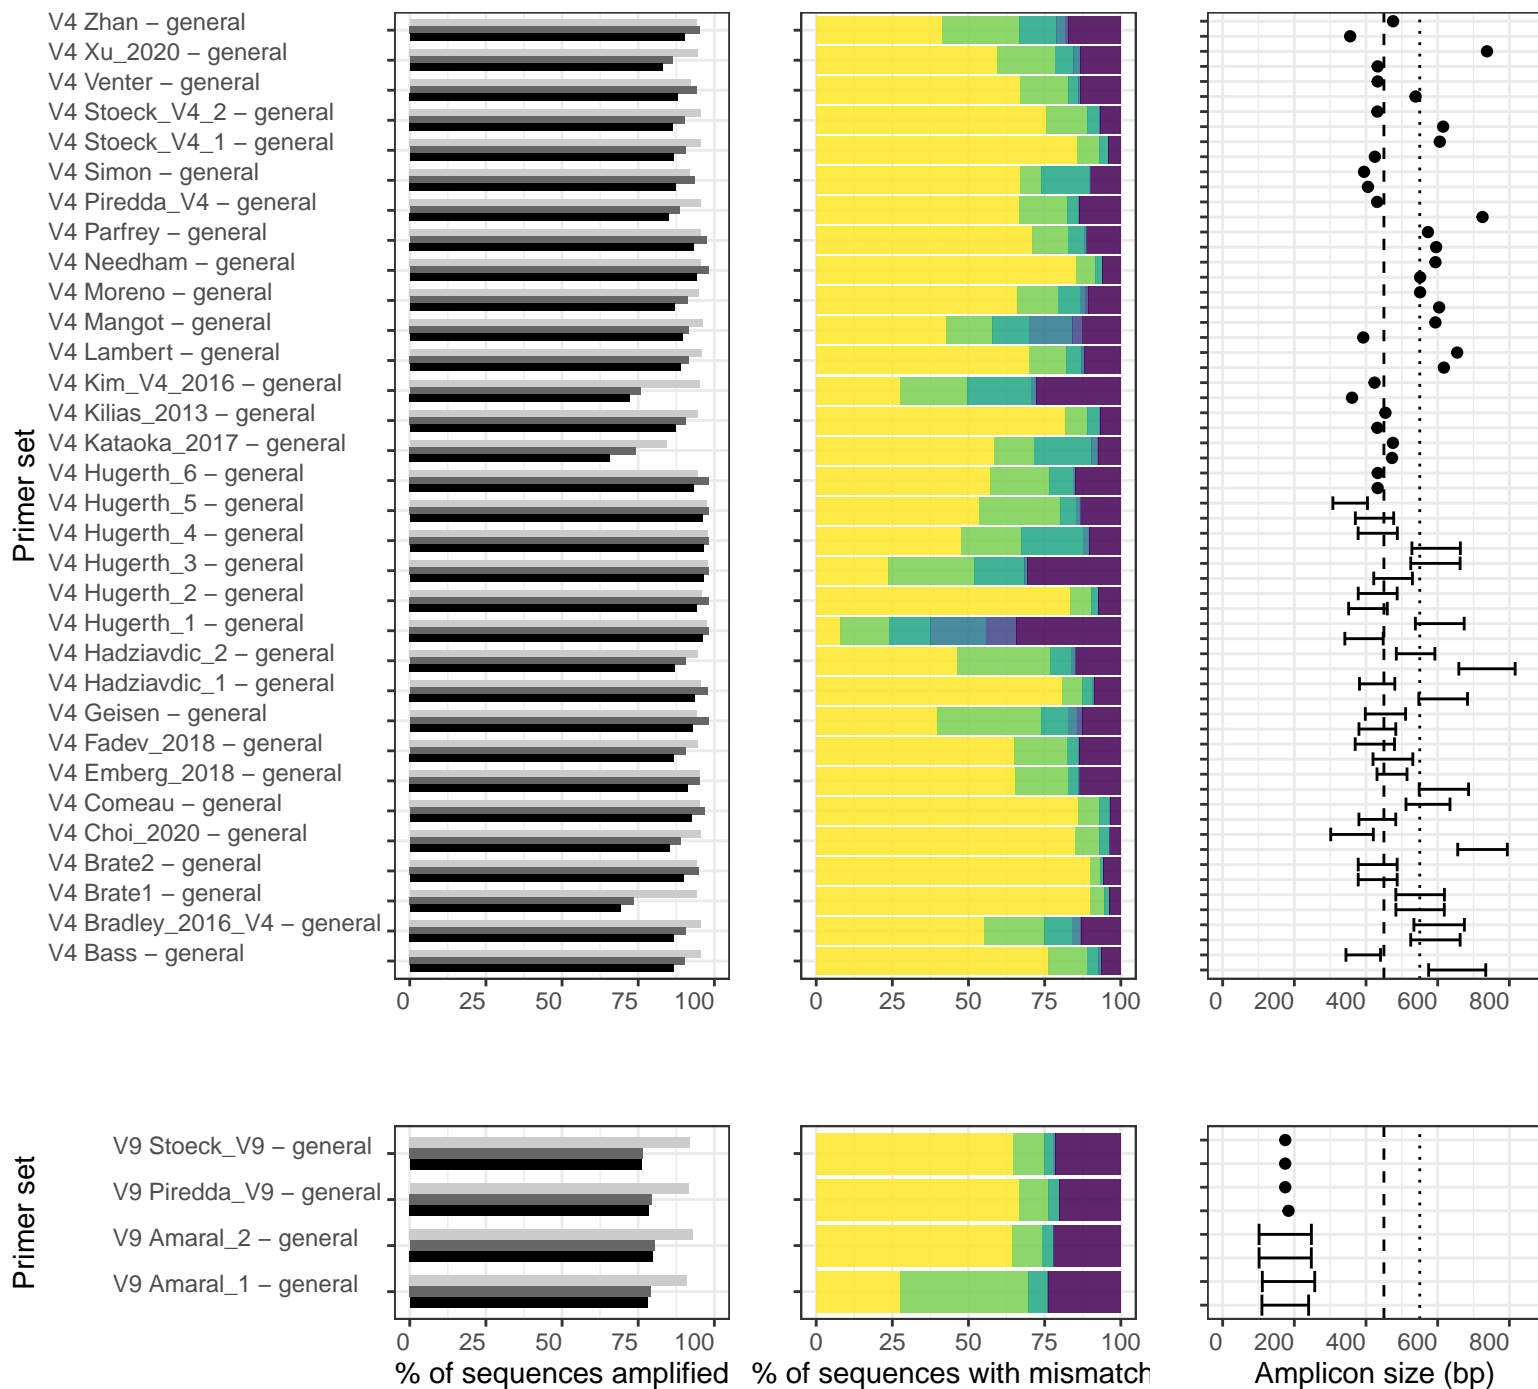 V4 Zhan – general
V4 Xu_2020 – general
V4 Venter – general
V4 Stoeck_V4_2 – general
V4 Stoeck_V4_1 – general
V4 Simon – general
V4 Piredda_V4 – general
V4 Parfrey – general
V4 Needham – general
V4 Moreno – general
V4 Mangot – general
V4 Lambert – general
V4 Kim_V4_2016 – general
V4 Kilias_2013 – general
V4 Kataoka_2017 – general
V4 Hugerth_6 – general
V4 Hugerth_5 – general
V4 Hugerth_4 – general
V4 Hugerth_3 – general
V4 Hugerth_2 – general
V4 Hugerth_1 – general
V4 Hadziavdic_2 – general
V4 Hadziavdic_1 – general
V4 Geisen – general
V4 Fadev_2018 – general
V4 Emberg_2018 – general
V4 Comeau – general
V4 Choi_2020 – general
V4 Brate2 – general
V4 Brate1 – general
V4 Bradley_2016_V4 – general
V4 Bass – general
Primer set
0 25 50 75 100
0 25 50 75 100
0 200 400 600 800
V9 Stoeck_V9 – general
V9 Piredda_V9 – general
V9 Amaral_2 – general
V9 Amaral_1 – general
Primer set
0 25 50 75 100
0 25 50 75 100
0 200 400 600 800
% of sequences amplified
% of sequences with mismatch
Amplicon size (bp)